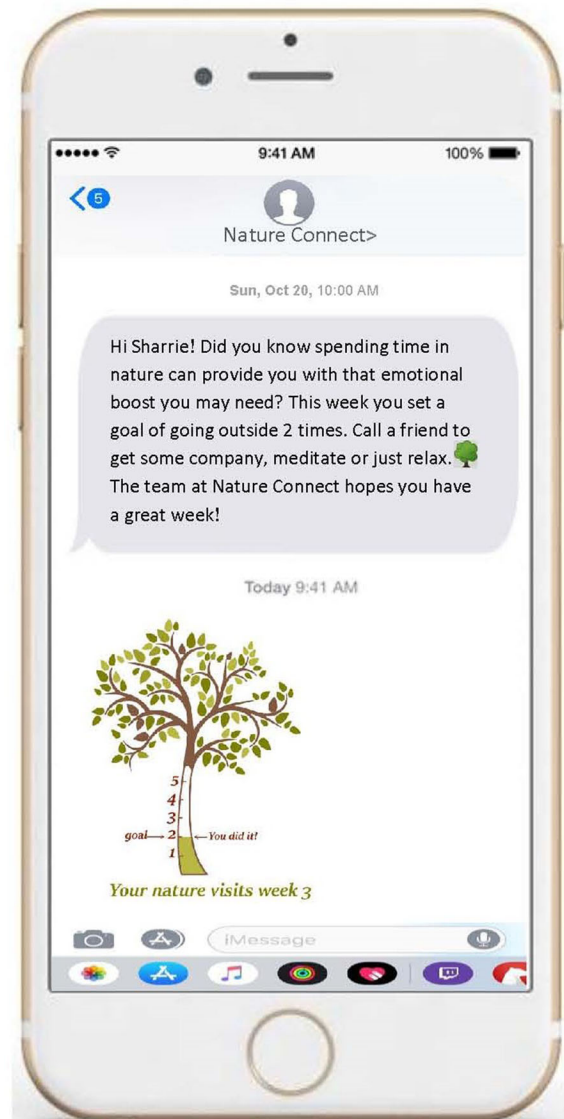 9:41 AM 100%
5
Nature Connect>
Sun, Oct 20, 10:00 AM
Hi Sharrie! Did you know spending time in
nature can provide you with that emotional
boost you may need? This week you set a
goal of going outside 2 times. Call a friend to
get some company, meditate or just relax.
The team at Nature Connect hopes you have
a great week!
Today 9:41 AM
5
4
3
goal 2 You did it!
1
Your nature visits week 3
iMessage